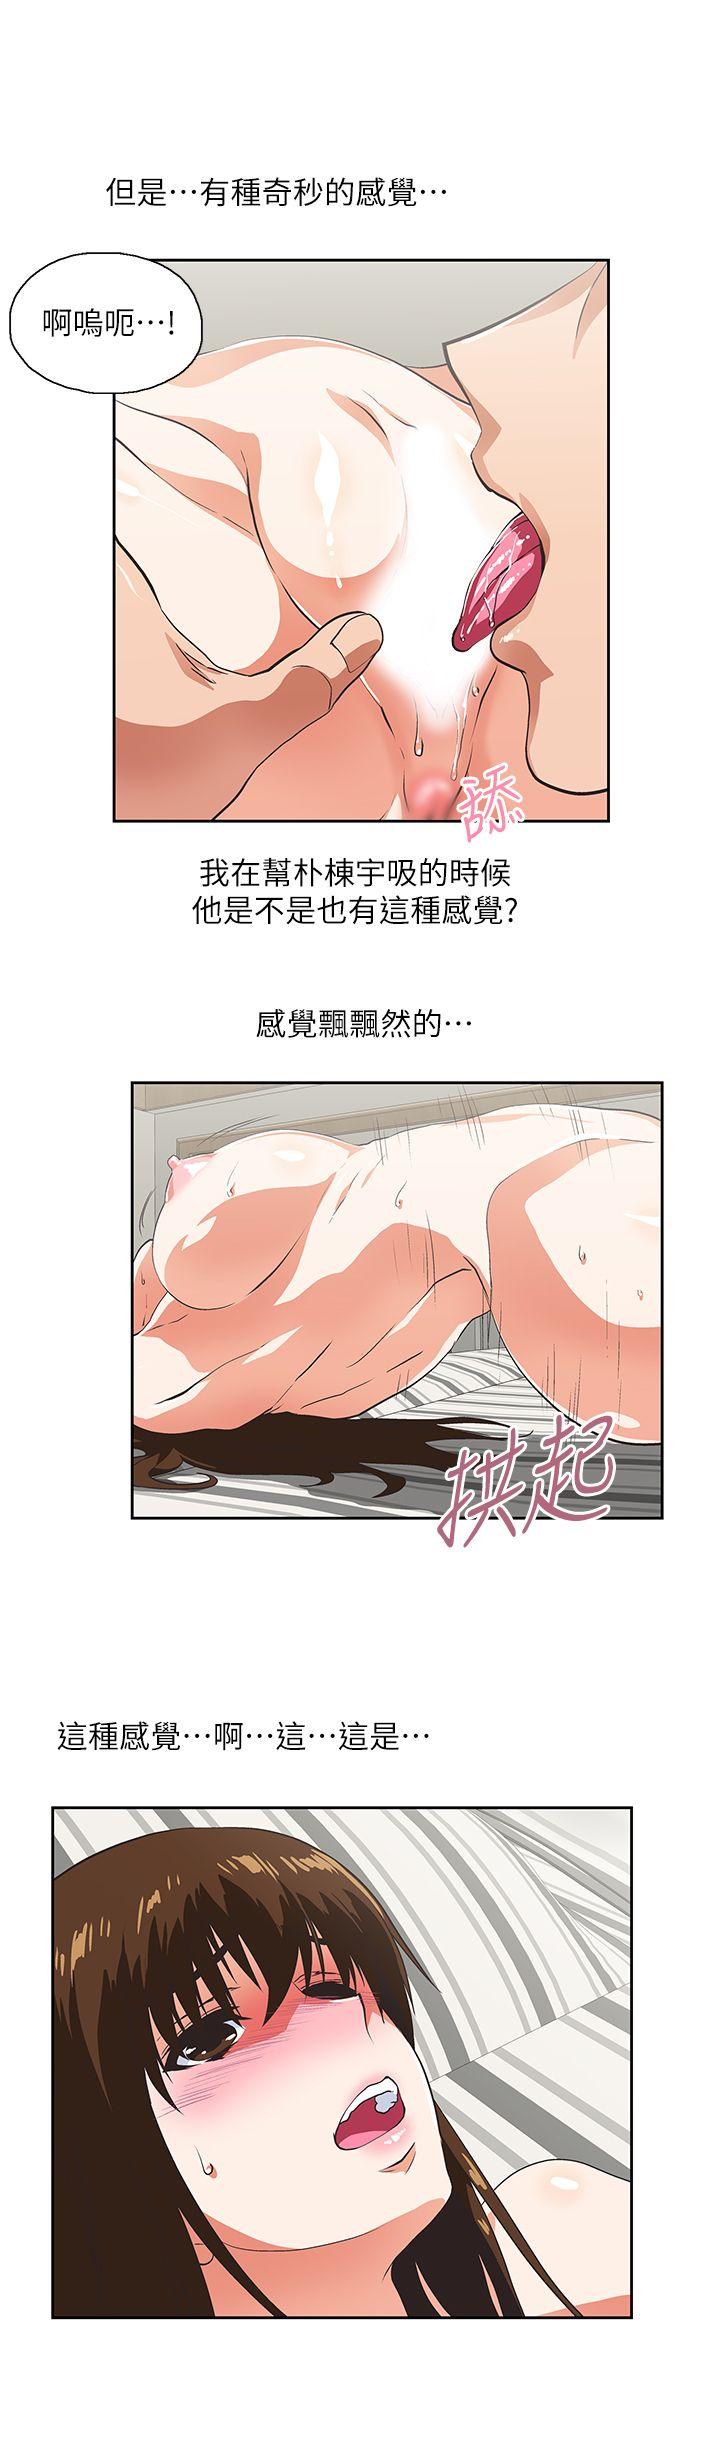 但是⋯有種奇秒的感覺⋯
啊嗚呃⋯!
舔
我在幫朴棟宇吸的時候
他是不是也有這種感覺?
感覺飄飄然的⋯
拱起
這種感覺⋯啊⋯這⋯這是⋯